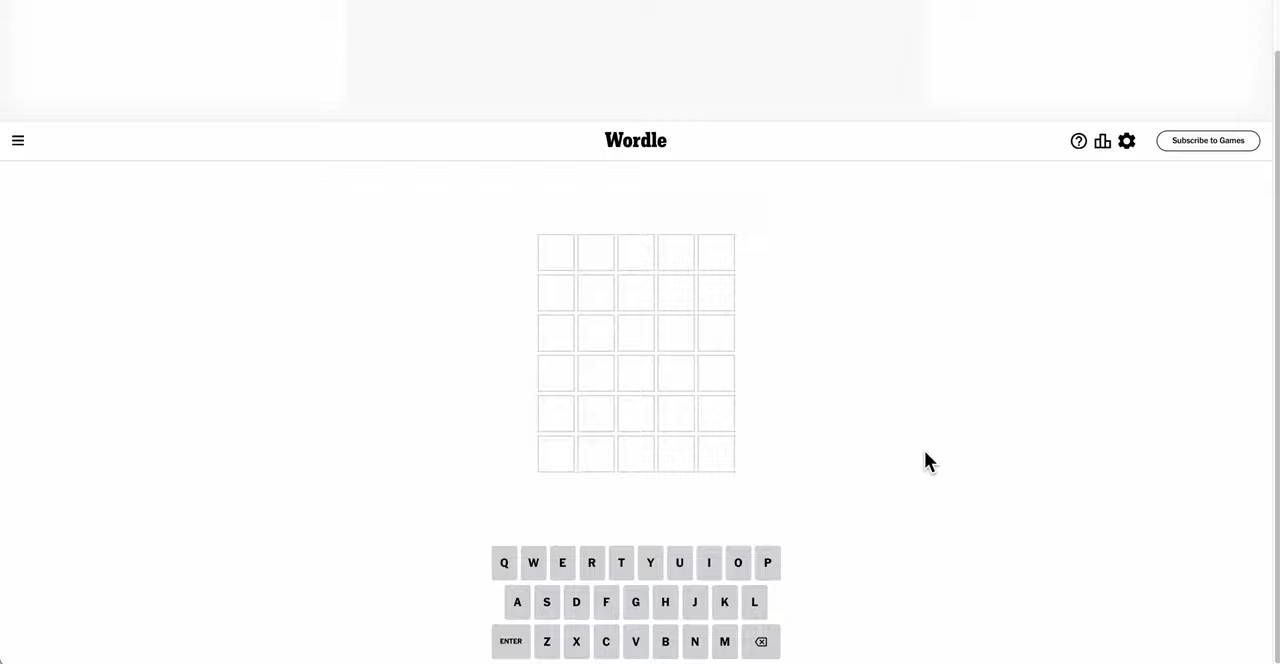 Wordle
Subscribe to Games
Q W E R T Y U I O P
A S D F G H J K L
ENTER Z X C V B N M